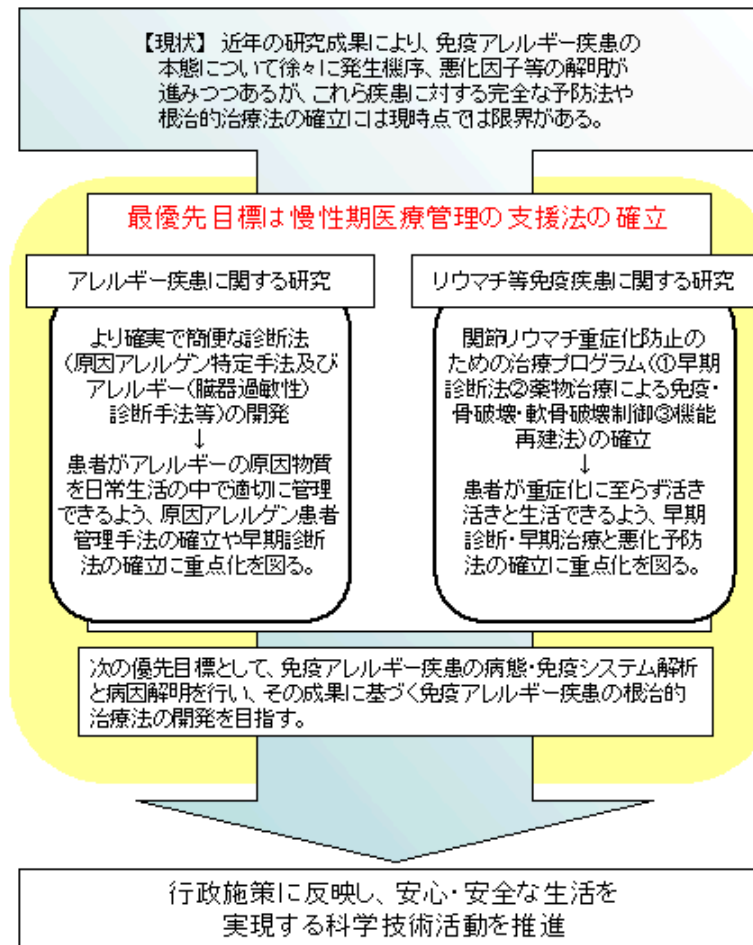 【現状】 近年の研究成果により、免疫アレルギー疾患の
本態について徐々に発生機序、悪化因子等の解明が
進みつつあるが、これら疾患に対する完全な予防法や
根治的治療法の確立には現時点では限界がある。
最優先目標は慢性期医療管理の支援法の確立
アレルギー疾患に関する研究
より確実で簡便な診断法
(原因アレルゲン特定手法及び
アレルギー(臓器過敏性)
診断手法等)の開発
↓
患者がアレルギーの原因物質
を日常生活の中で適切に管理
できるよう、原因アレルゲン患者
管理手法の確立や早期診断
法の確立に重点化を図る。
リウマチ等免疫疾患に関する研究
関節リウマチ重症化防止の
ための治療プログラム(①早期
診断法②薬物治療による免疫・
骨破壊・軟骨破壊制御③機能
再建法)の確立
↓
患者が重症化に至らず活き
活きと生活できるよう、早期
診断・早期治療と悪化予防
法の確立に重点化を図る。
次の優先目標として、免疫アレルギー疾患の病態・免疫システム解析
と病因解明を行い、その成果に基づく免疫アレルギー疾患の根治的
治療法の開発を目指す。
行政施策に反映し、安心・安全な生活を
実現する科学技術活動を推進